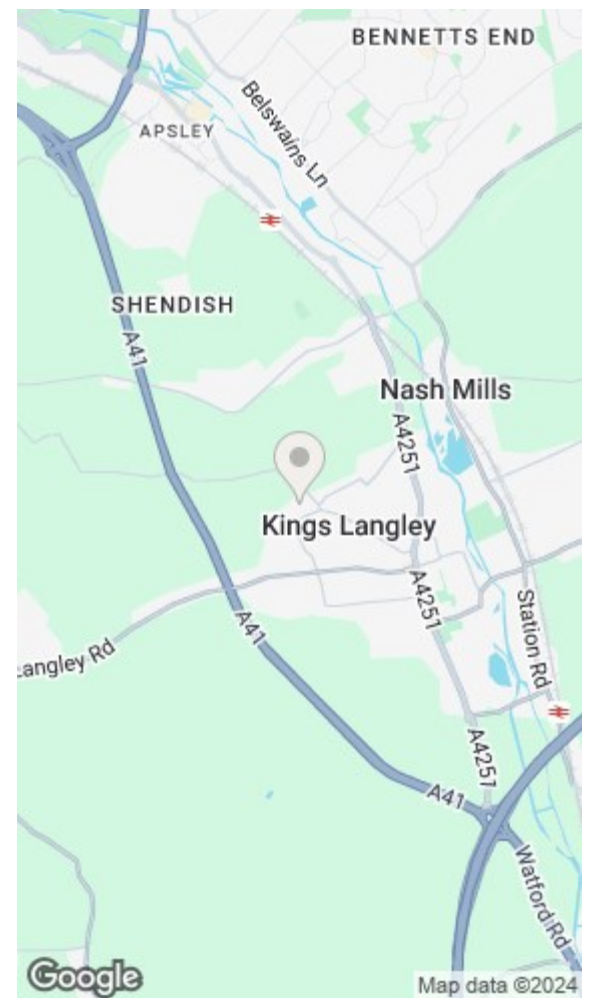 BENNETTS END
Belswains Ln
APSLEY
SHENDISH
A41
Nash Mills
A4251
Kings Langley
A4251
Station Rd
A41
Langley Rd
A4251
A41
Watford Rd
Google
Map data ©2024